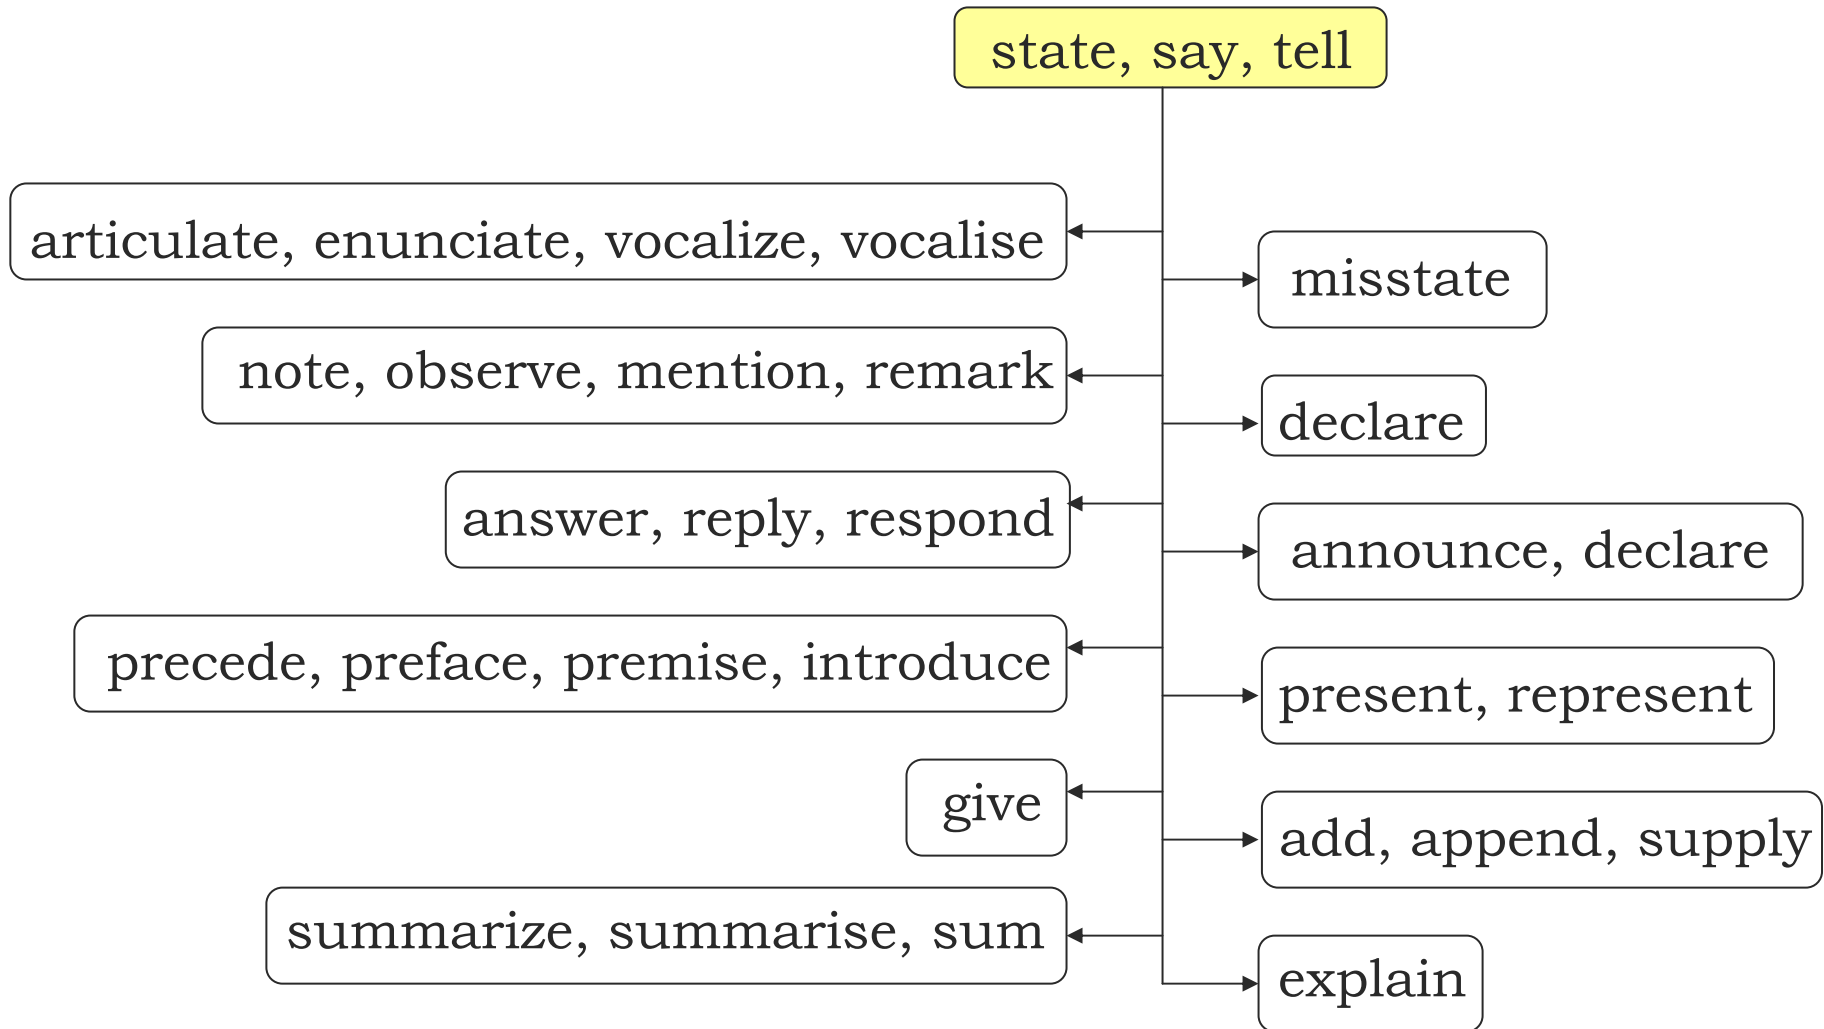 state, say, tell
articulate, enunciate, vocalize, vocalise
misstate
note, observe, mention, remark
declare
answer, reply, respond
announce, declare
precede, preface, premise, introduce
present, represent
give
add, append, supply
summarize, summarise, sum
explain